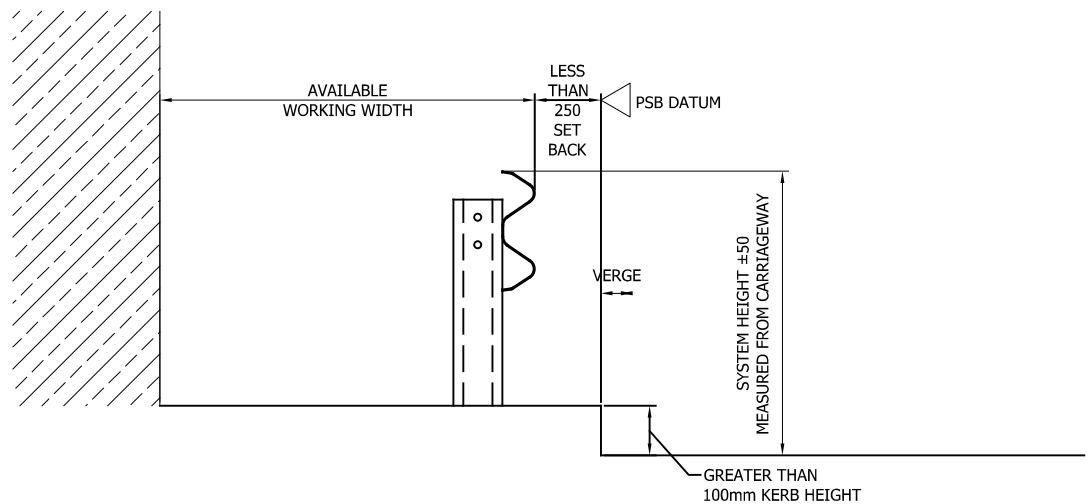 AVAILABLE
WORKING WIDTH
LESS
THAN
250
SET
BACK
PSB DATUM
VERGE
SYSTEM HEIGHT ±50
MEASURED FROM CARRIAGEWAY
GREATER THAN
100mm KERB HEIGHT